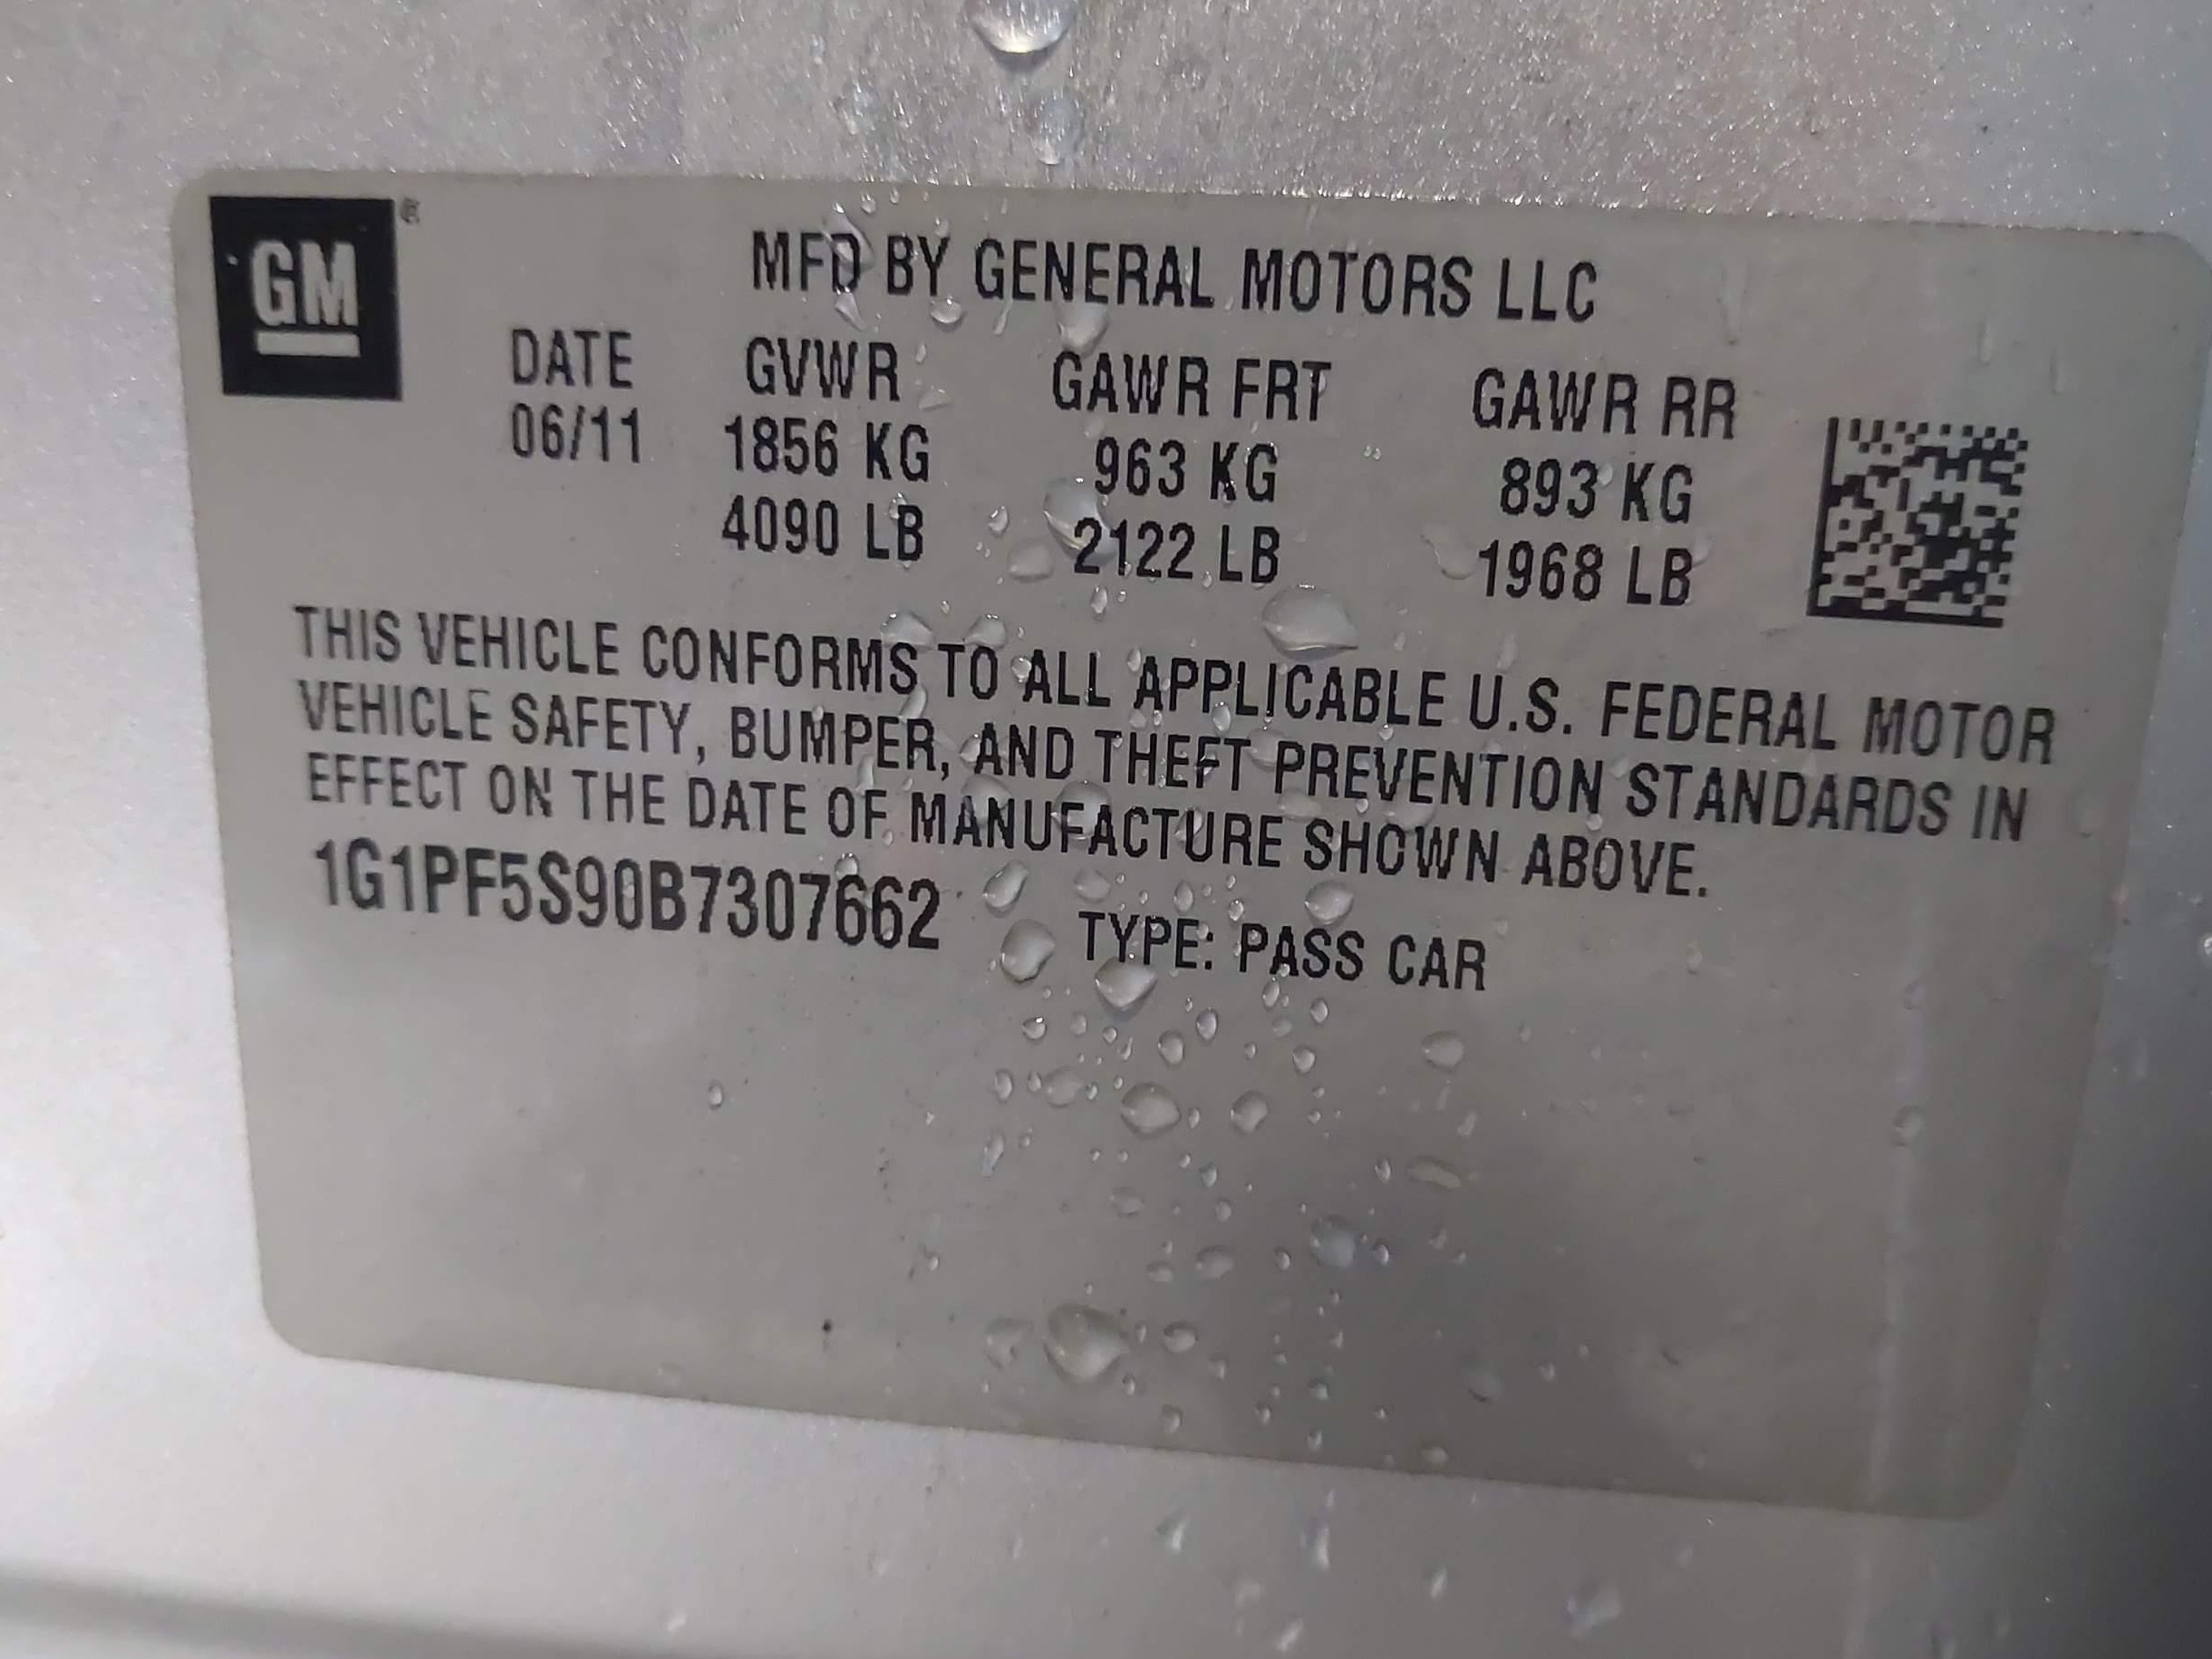 GM®
MFD BY GENERAL MOTORS LLC
DATE GVWR GAWR FRT GAWR RR
06/11 1856 KG 963 KG 893 KG
4090 LB 2122 LB 1968 LB
THIS VEHICLE CONFORMS TO ALL APPLICABLE U.S. FEDERAL MOTOR
VEHICLE SAFETY, BUMPER, AND THEFT PREVENTION STANDARDS IN
EFFECT ON THE DATE OF MANUFACTURE SHOWN ABOVE.
1G1PF5S90B7307662 TYPE: PASS CAR